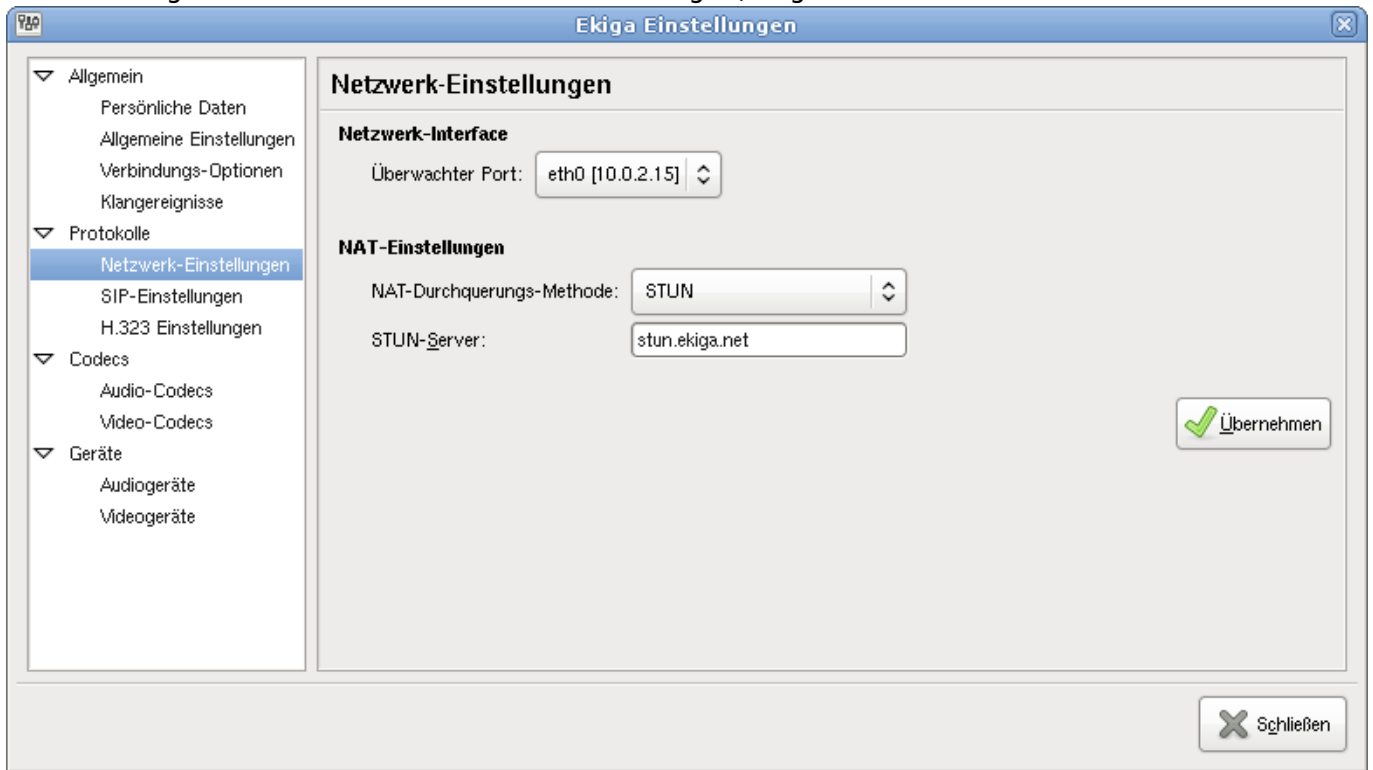 Ekiga Einstellungen
Allgemein
Persönliche Daten
Allgemeine Einstellungen
Verbindungs-Optionen
Klangereignisse
Protokolle
Netzwerk-Einstellungen
SIP-Einstellungen
H.323 Einstellungen
Codecs
Audio-Codecs
Video-Codecs
Geräte
Audiogeräte
Videogeräte
Netzwerk-Einstellungen
Netzwerk-Interface
Überwachter Port: eth0 [10.0.2.15]
NAT-Einstellungen
NAT-Durchquerungs-Methode: STUN
STUN-Server: stun.ekiga.net
Übernehmen
Schließen